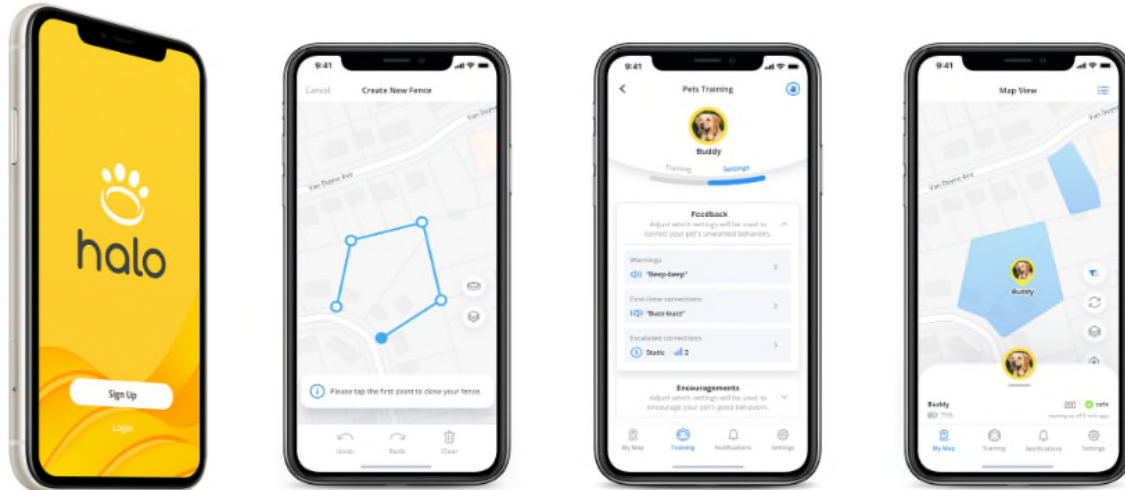 halo
Sign Up
Login
9:41
Cancel
Create New Fence
Van Duyne Ave
Please tap the first point to close your fence.
Undo
Redo
Clear
9:41
Pets Training
Buddy
Training
Settings
Feedback
Adjust which settings will be used to
correct your pet's unwanted behaviors.
Warnings
"Beep-beep"
First-time corrections
"Buzz-buzz"
Escalated corrections
Static
2
Encouragements
Adjust which settings will be used to
encourage your pet's good behaviors.
My Map
Training
Notifications
Settings
9:41
Map View
Van Duyne Ave
Buddy
Buddy
safe
75%
My Map
Training
Notifications
Settings